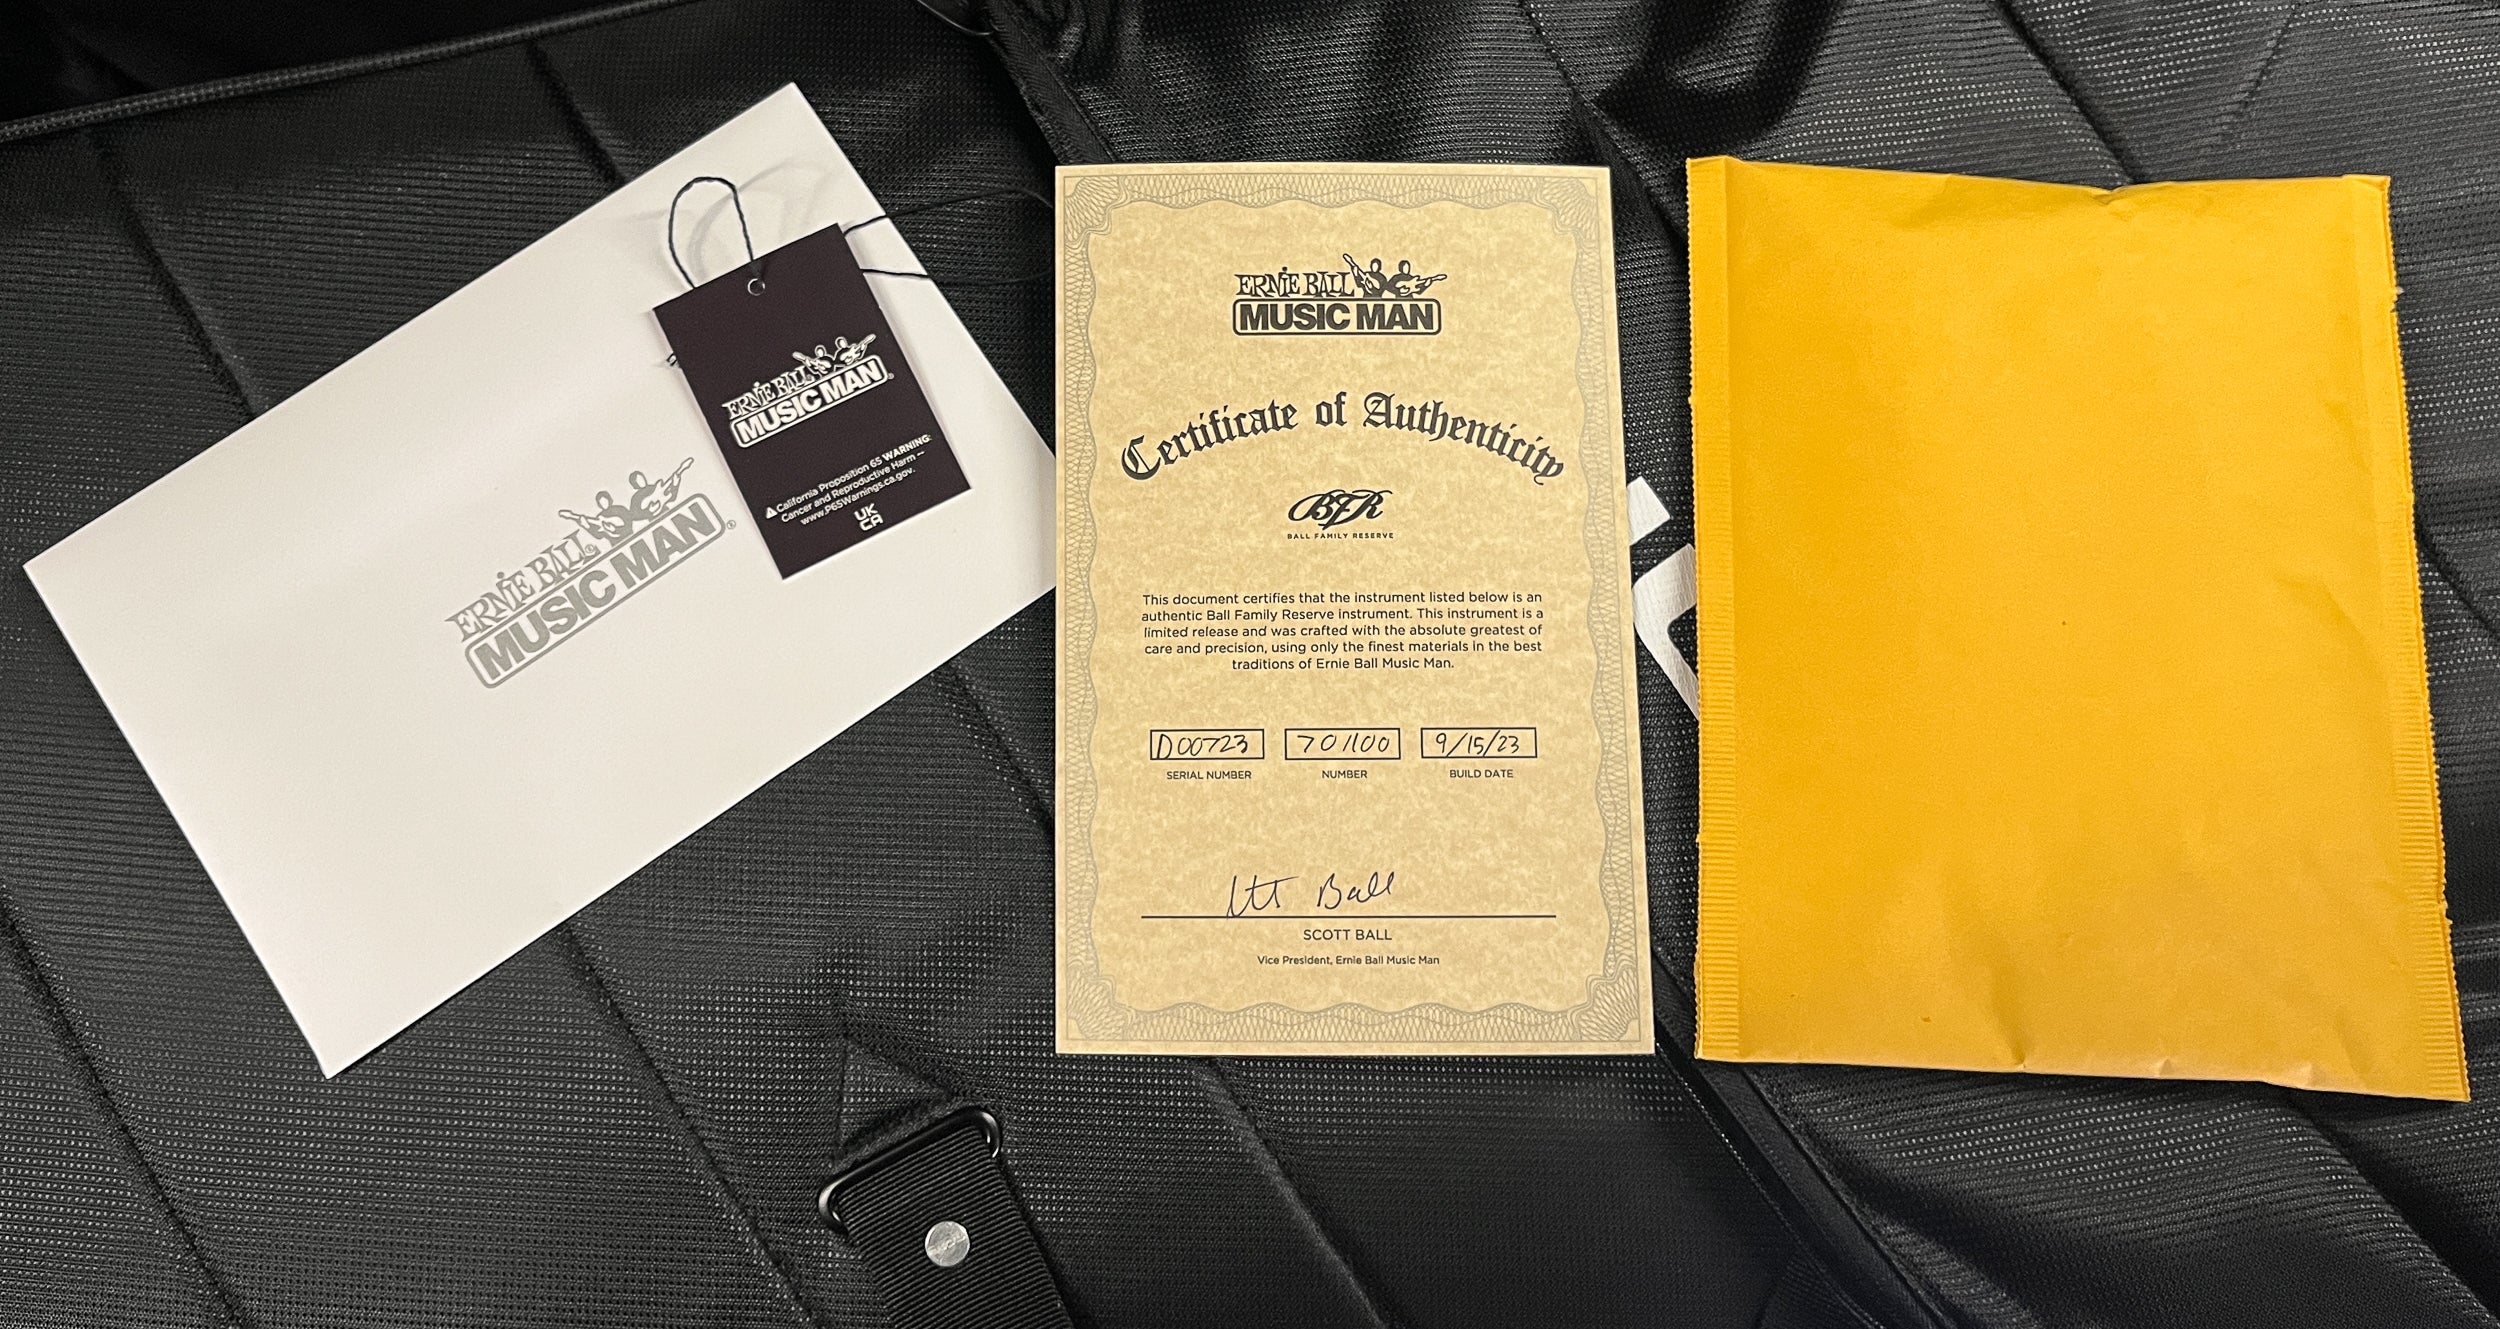 ERNIE BALL®
MUSIC MAN®
ERNIE BALL
MUSIC MAN®
⚠ California Proposition 65 WARNING:
Cancer and Reproductive Harm –
www.P65Warnings.ca.gov.
UK
CA
ERNIE BALL
MUSIC MAN
Certificate of Authenticity
BFR
BALL FAMILY RESERVE
This document certifies that the instrument listed below is an
authentic Ball Family Reserve instrument. This instrument is a
limited release and was crafted with the absolute greatest of
care and precision, using only the finest materials in the best
traditions of Ernie Ball Music Man.
D00723 70/100 9/15/23
SERIAL NUMBER NUMBER BUILD DATE
Ball
SCOTT BALL
Vice President, Ernie Ball Music Man